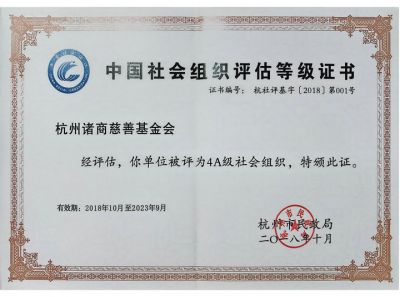 中国社会组织评估等级证书
证书编号: 杭社评基字〔2018〕第001号
杭州诸商慈善基金会
经评估,你单位被评为4A级社会组织,特颁此证。
有效期: 2018年10月至2023年9月
杭州市民政局
二〇一八年十月